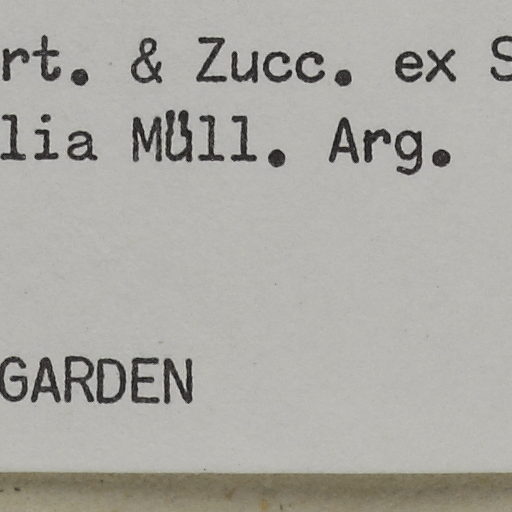 rt. & Zucc. ex S
lia Müll. Arg.
GARDEN